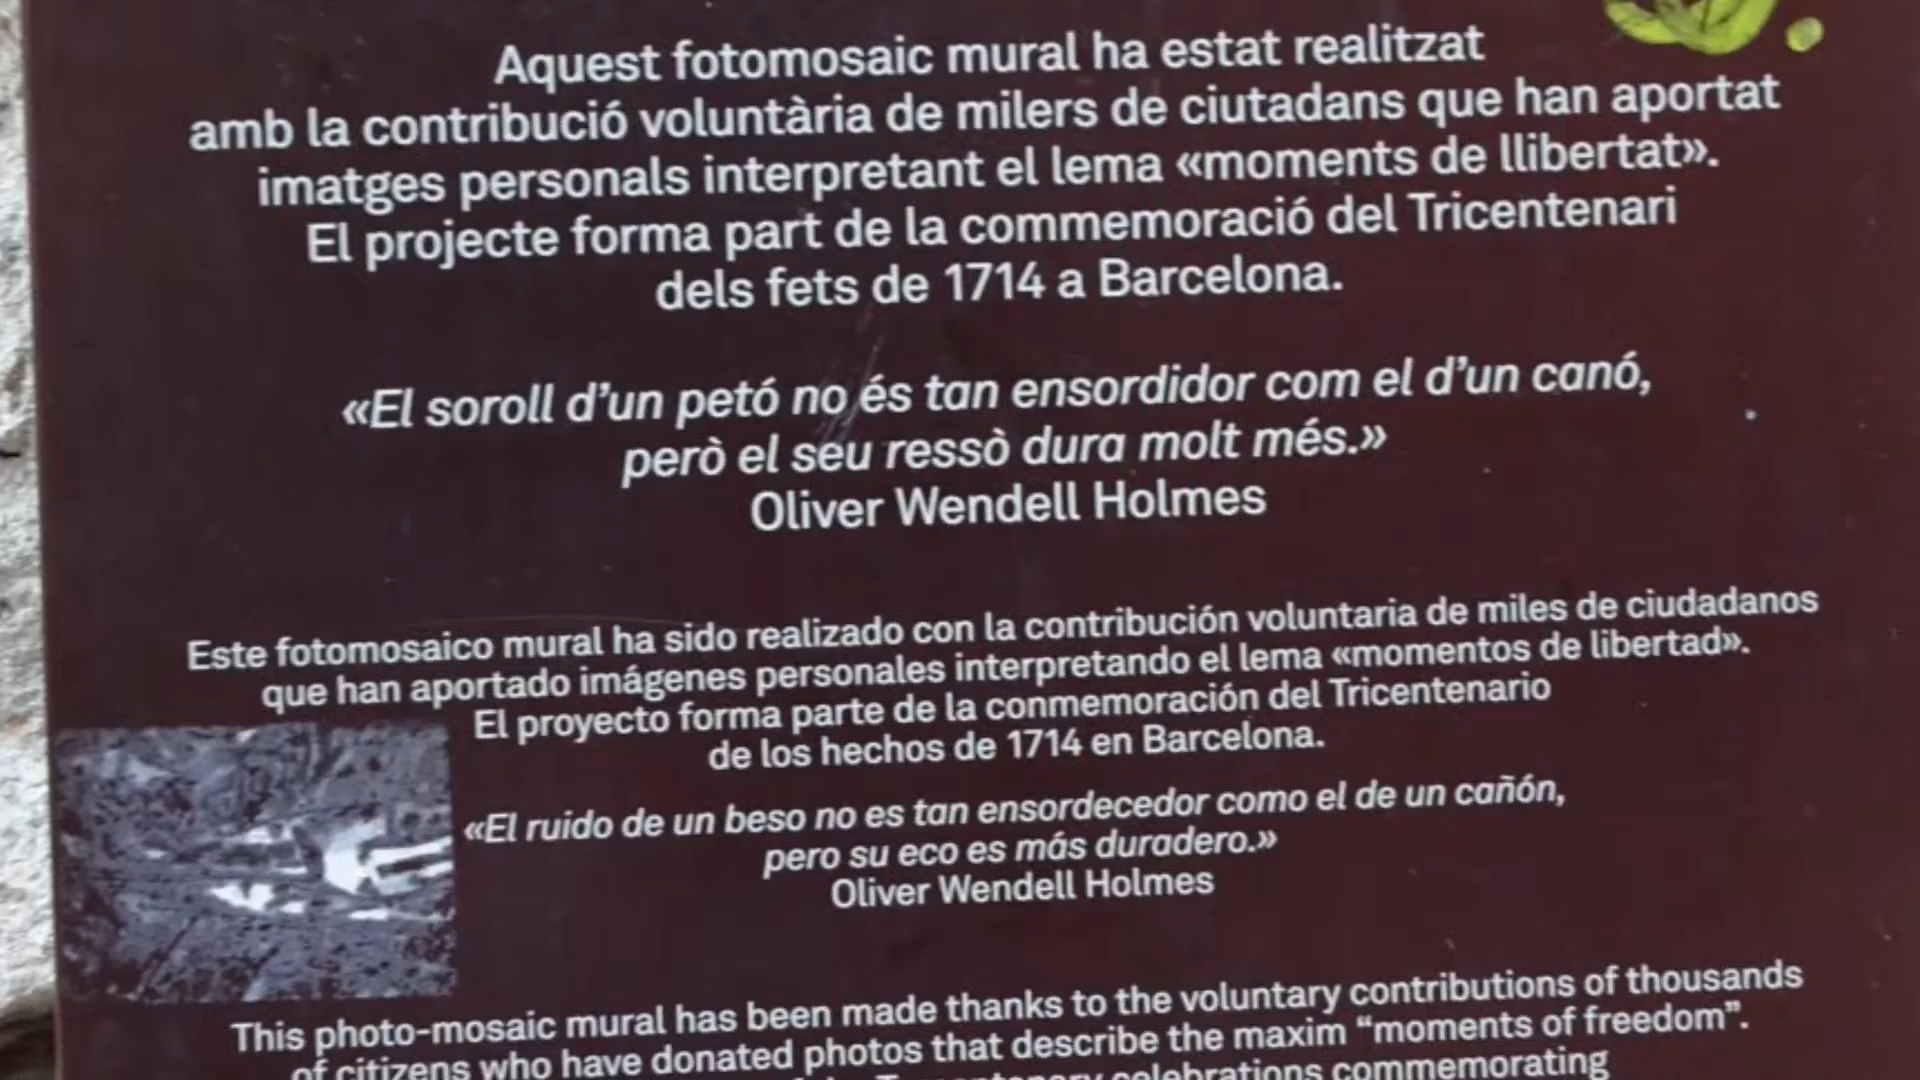 Aquest fotomosaic mural ha estat realitzat
amb la contribució voluntària de milers de ciutadans que han aportat
imatges personals interpretant el lema «moments de llibertat».
El projecte forma part de la commemoració del Tricentenari
dels fets de 1714 a Barcelona.
«El soroll d’un petó no és tan ensordidor com el d’un canó,
però el seu ressò dura molt més.»
Oliver Wendell Holmes
Este fotomosaico mural ha sido realizado con la contribución voluntaria de miles de ciudadanos
que han aportado imágenes personales interpretando el lema «momentos de libertad».
El proyecto forma parte de la conmemoración del Tricentenario
de los hechos de 1714 en Barcelona.
«El ruido de un beso no es tan ensordecedor como el de un cañón,
pero su eco es más duradero.»
Oliver Wendell Holmes
This photo-mosaic mural has been made thanks to the voluntary contributions of thousands
of citizens who have donated photos that describe the maxim “moments of freedom”.
Tricentenary celebrations commemorating